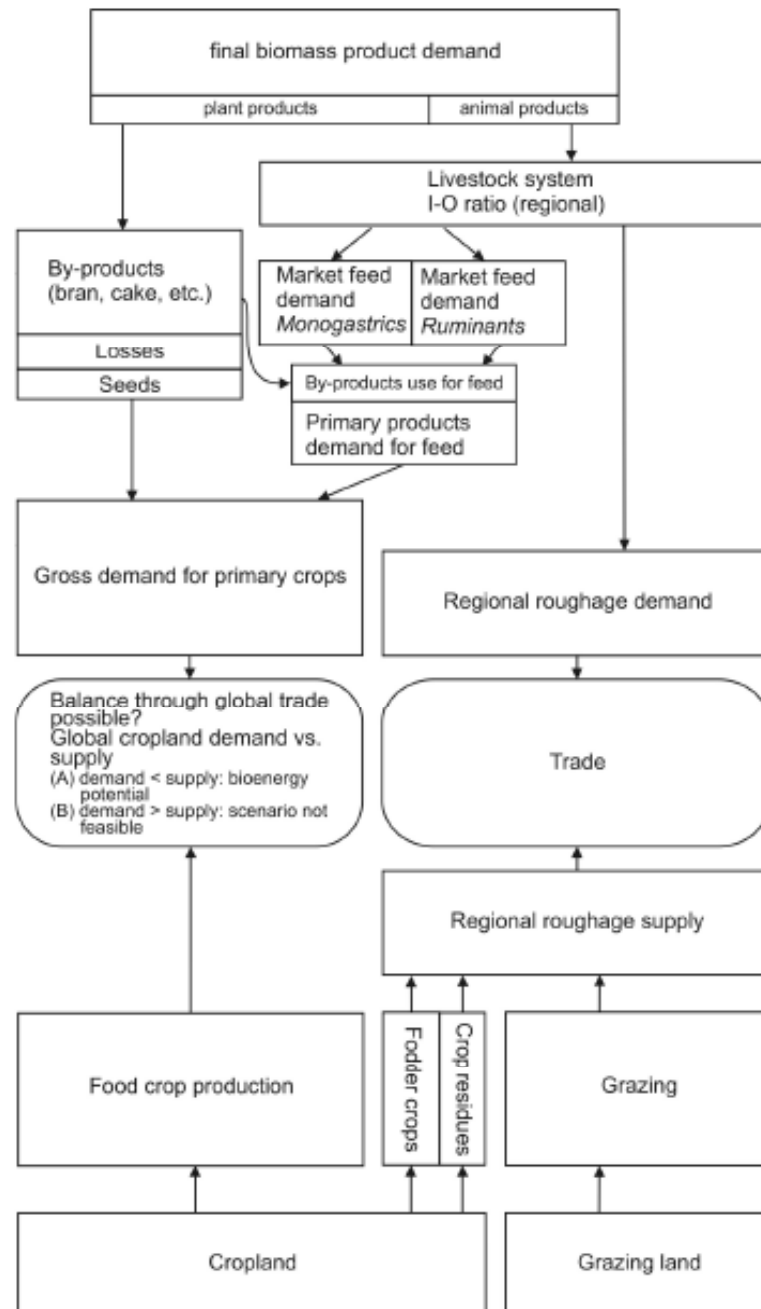 final biomass product demand
plant products
animal products
Livestock system
I-O ratio (regional)
By-products
(bran, cake, etc.)
Losses
Seeds
Market feed
demand
Monogastrics
Market feed
demand
Ruminants
By-products use for feed
Primary products
demand for feed
Gross demand for primary crops
Regional roughage demand
Balance through global trade
possible?
Global cropland demand vs.
supply
(A) demand < supply: bioenergy
potential
(B) demand > supply: scenario not
feasible
Trade
Regional roughage supply
Food crop production
Fodder crops
Crop residues
Grazing
Cropland
Grazing land